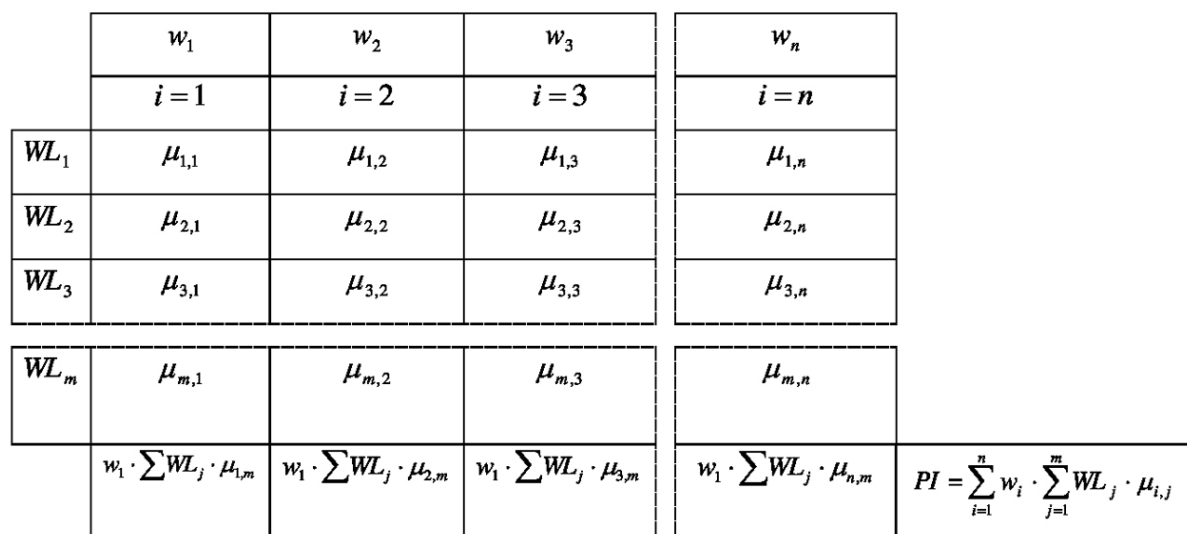 w₁ w₂ w₃ wₙ
i = 1 i = 2 i = 3 i = n
WL₁ μ₁,₁ μ₁,₂ μ₁,₃ μ₁,ₙ
WL₂ μ₂,₁ μ₂,₂ μ₂,₃ μ₂,ₙ
WL₃ μ₃,₁ μ₃,₂ μ₃,₃ μ₃,ₙ
WLₘ μₘ,₁ μₘ,₂ μₘ,₃ μₘ,ₙ
w₁ · ∑WLⱼ · μ₁,ₘ w₁ · ∑WLⱼ · μ₂,ₘ w₁ · ∑WLⱼ · μ₃,ₘ w₁ · ∑WLⱼ · μₙ,ₘ PI = ∑ᵢ₌₁ⁿ wᵢ · ∑ⱼ₌₁ᵐ WLⱼ · μᵢ,ⱼ